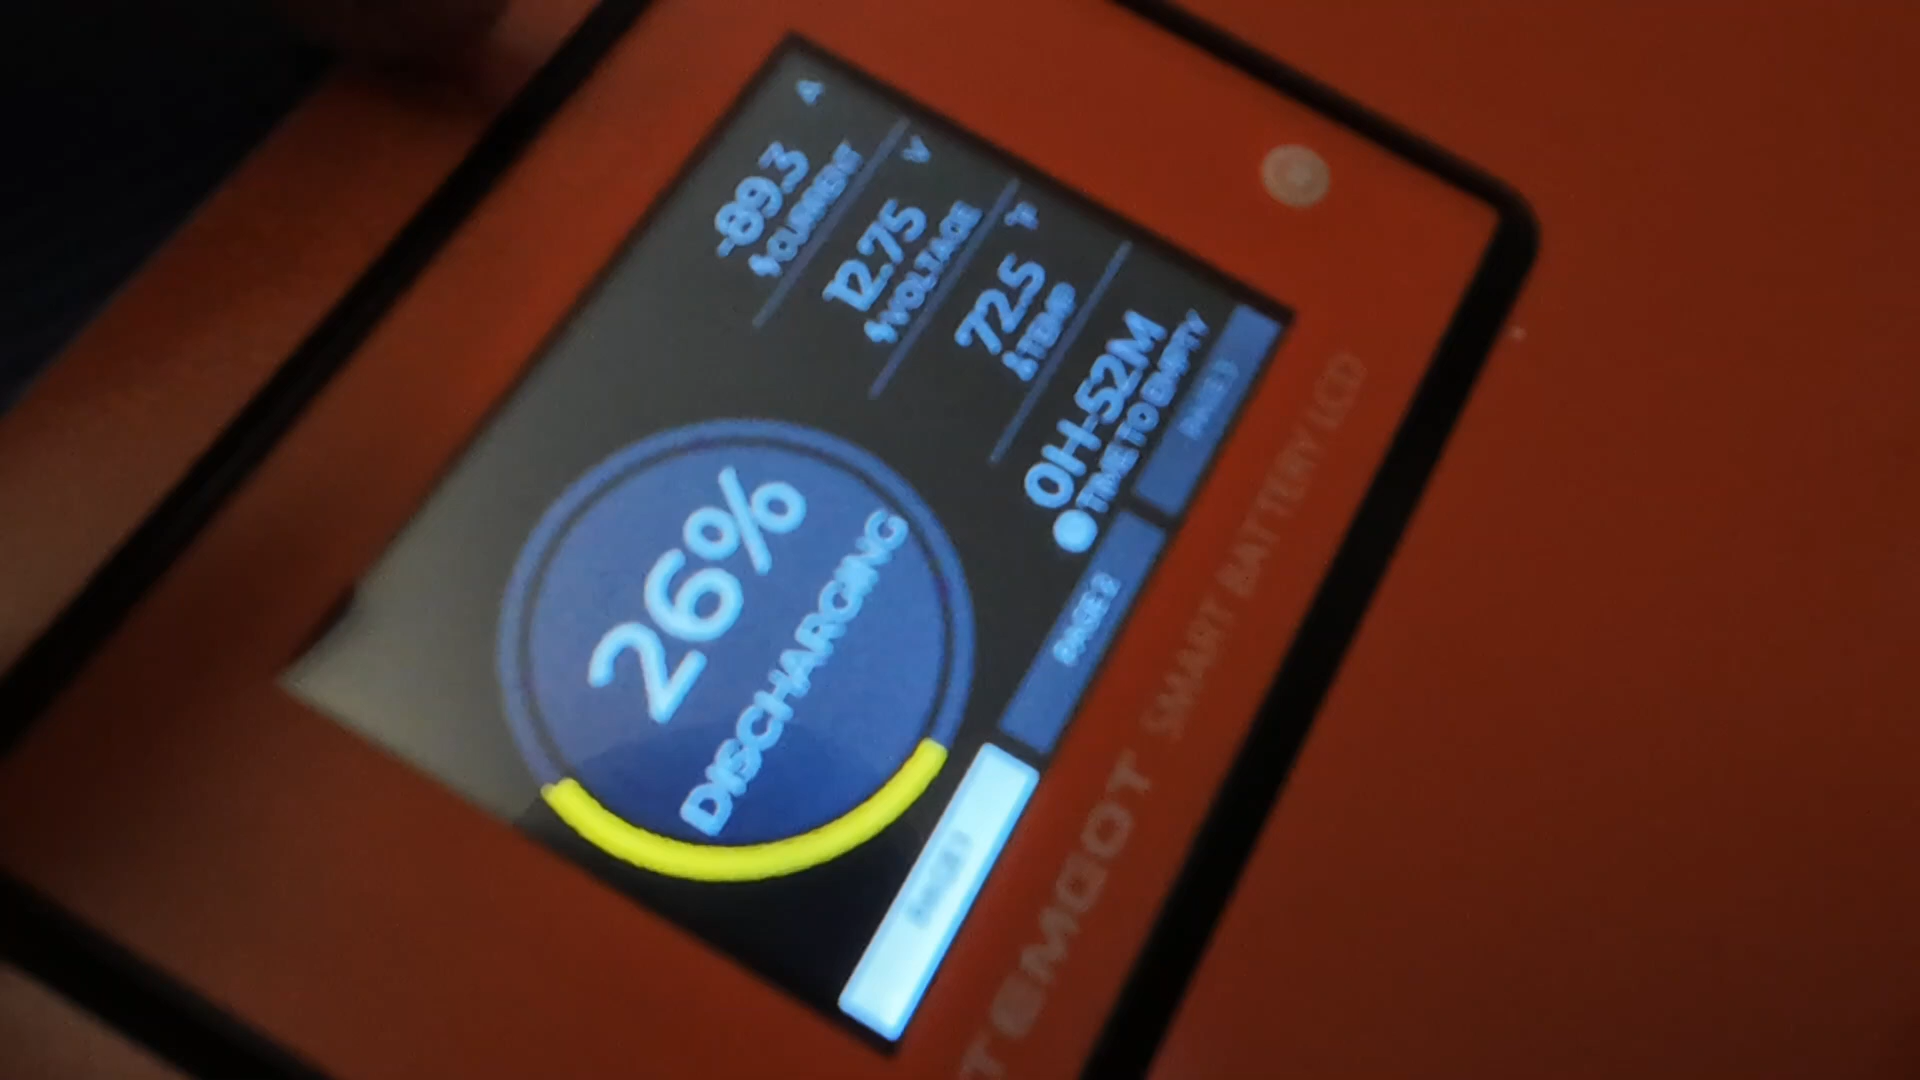 26%
DISCHARGING
-89.3 A
CURRENT
12.75 V
VOLTAGE
72.5 °F
TEMP
0H-52M
TIME TO EMPTY
PAGE 2
PAGE 3
TEMGOT SMART BATTERY LCD